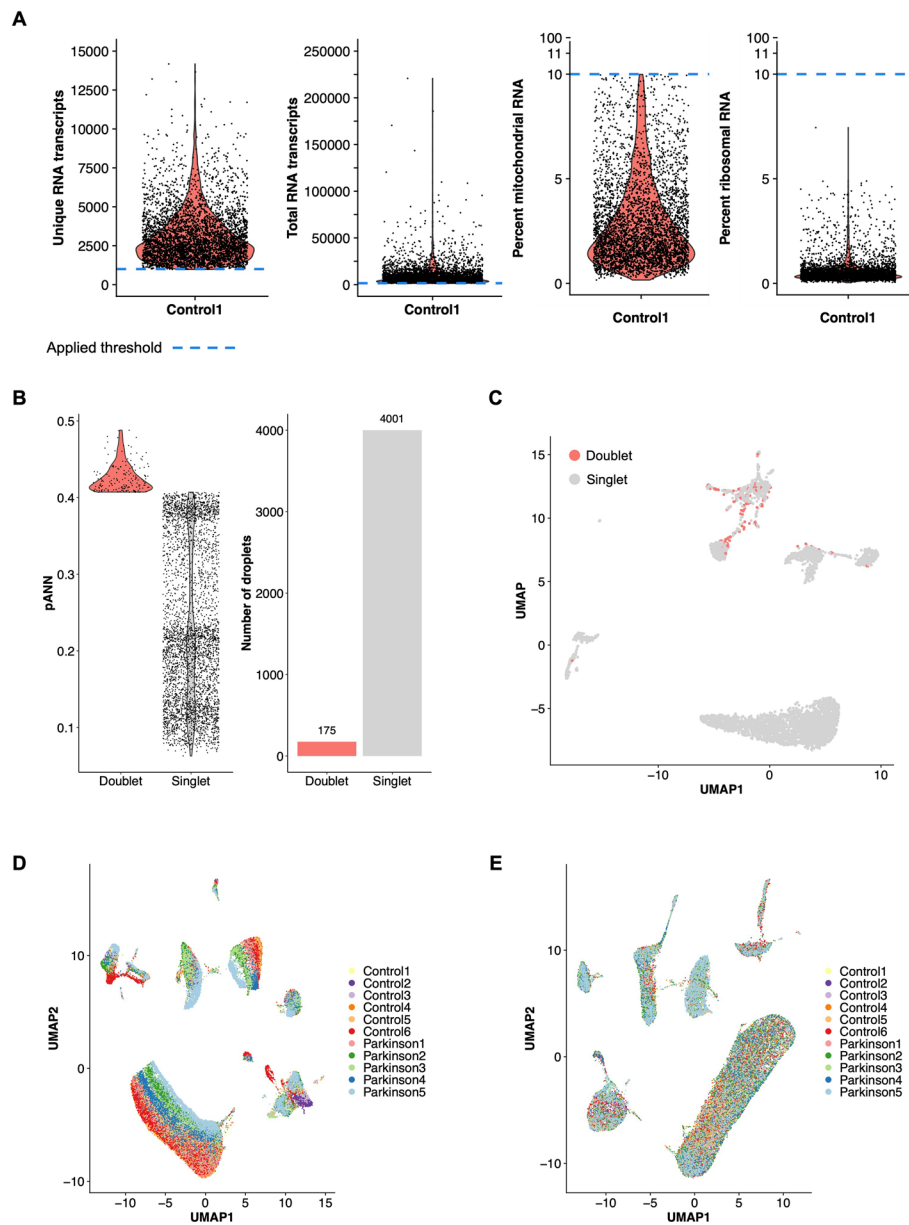 A
Unique RNA transcripts
15000
12500
10000
7500
5000
2500
0
Control1
Total RNA transcripts
250000
200000
150000
100000
50000
0
Control1
Percent mitochondrial RNA
100
11
10
5
0
Control1
Percent ribosomal RNA
100
11
10
5
0
Control1
Applied threshold
B
pANN
0.5
0.4
0.3
0.2
0.1
Doublet Singlet
Number of droplets
4000
3000
2000
1000
0
4001
175
Doublet Singlet
C
UMAP
15
10
5
0
−5
Doublet
Singlet
−10 0 10
UMAP1
D
UMAP2
10
0
−10
−10 −5 0 5 10 15
UMAP1
Control1
Control2
Control3
Control4
Control5
Control6
Parkinson1
Parkinson2
Parkinson3
Parkinson4
Parkinson5
E
UMAP2
10
0
−10
−10 −5 0 5 10
UMAP1
Control1
Control2
Control3
Control4
Control5
Control6
Parkinson1
Parkinson2
Parkinson3
Parkinson4
Parkinson5